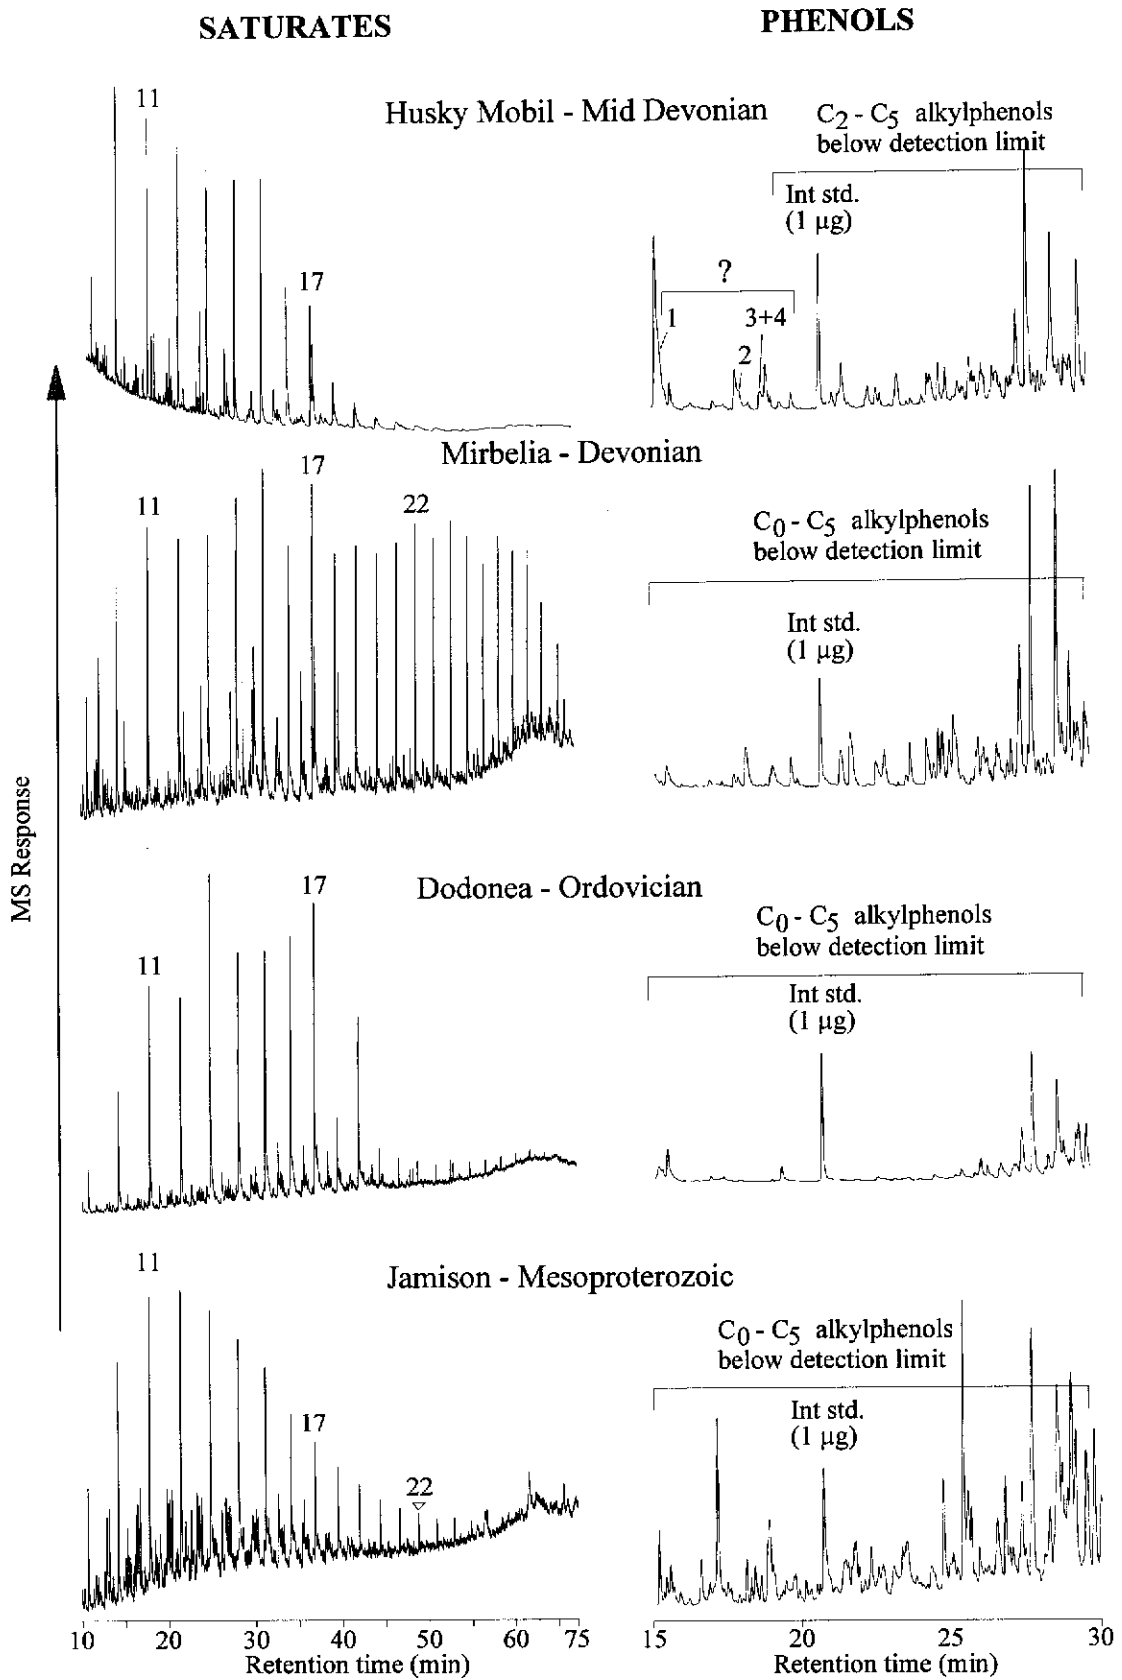 SATURATES
PHENOLS
11
Husky Mobil - Mid Devonian
17
C2 - C5 alkylphenols
below detection limit
Int std.
(1 µg)
?
1
2
3+4
Mirbelia - Devonian
11
17
22
C0 - C5 alkylphenols
below detection limit
Int std.
(1 µg)
MS Response
Dodonea - Ordovician
11
17
C0 - C5 alkylphenols
below detection limit
Int std.
(1 µg)
Jamison - Mesoproterozoic
11
17
22
C0 - C5 alkylphenols
below detection limit
Int std.
(1 µg)
10 20 30 40 50 60 75
Retention time (min)
15 20 25 30
Retention time (min)